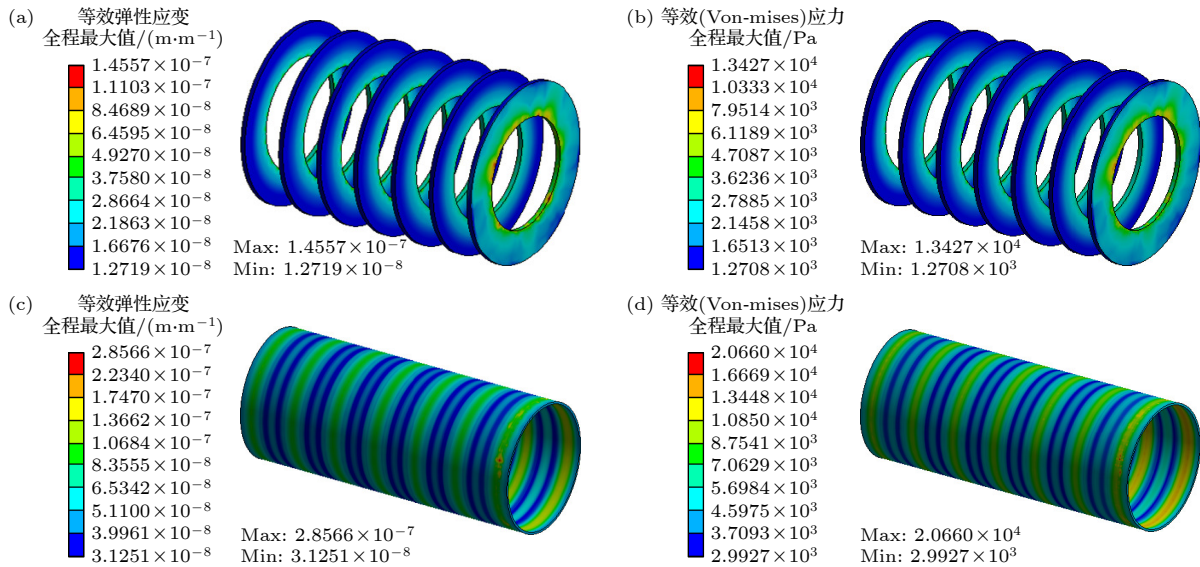 (a) 等效弹性应变
全程最大值/(m·m⁻¹)
1.4557×10⁻⁷
1.1103×10⁻⁷
8.4689×10⁻⁸
6.4595×10⁻⁸
4.9270×10⁻⁸
3.7580×10⁻⁸
2.8664×10⁻⁸
2.1863×10⁻⁸
1.6676×10⁻⁸
1.2719×10⁻⁸
Max: 1.4557×10⁻⁷
Min: 1.2719×10⁻⁸
(b) 等效(Von-mises)应力
全程最大值/Pa
1.3427×10⁴
1.0333×10⁴
7.9514×10³
6.1189×10³
4.7087×10³
3.6236×10³
2.7885×10³
2.1458×10³
1.6513×10³
1.2708×10³
Max: 1.3427×10⁴
Min: 1.2708×10³
(c) 等效弹性应变
全程最大值/(m·m⁻¹)
2.8566×10⁻⁷
2.2340×10⁻⁷
1.7470×10⁻⁷
1.3662×10⁻⁷
1.0684×10⁻⁷
8.3555×10⁻⁸
6.5342×10⁻⁸
5.1100×10⁻⁸
3.9961×10⁻⁸
3.1251×10⁻⁸
Max: 2.8566×10⁻⁷
Min: 3.1251×10⁻⁸
(d) 等效(Von-mises)应力
全程最大值/Pa
2.0660×10⁴
1.6669×10⁴
1.3448×10⁴
1.0850×10⁴
8.7541×10³
7.0629×10³
5.6984×10³
4.5975×10³
3.7093×10³
2.9927×10³
Max: 2.0660×10⁴
Min: 2.9927×10³